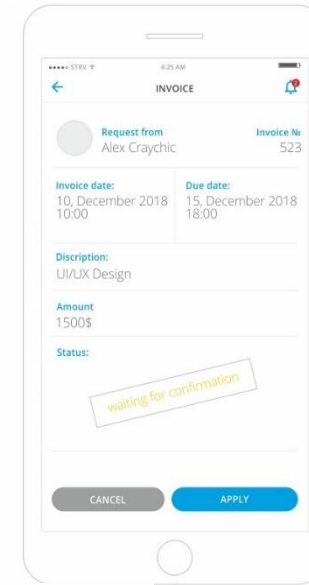 STRV 4:25 AM
INVOICE 2
Request from Invoice №
Alex Craychic 523
Invoice date: Due date:
10, December 2018 15, December 2018
10:00 18:00
Discription:
UI/UX Design
Amount
1500$
Status:
waiting for confirmation
CANCEL APPLY